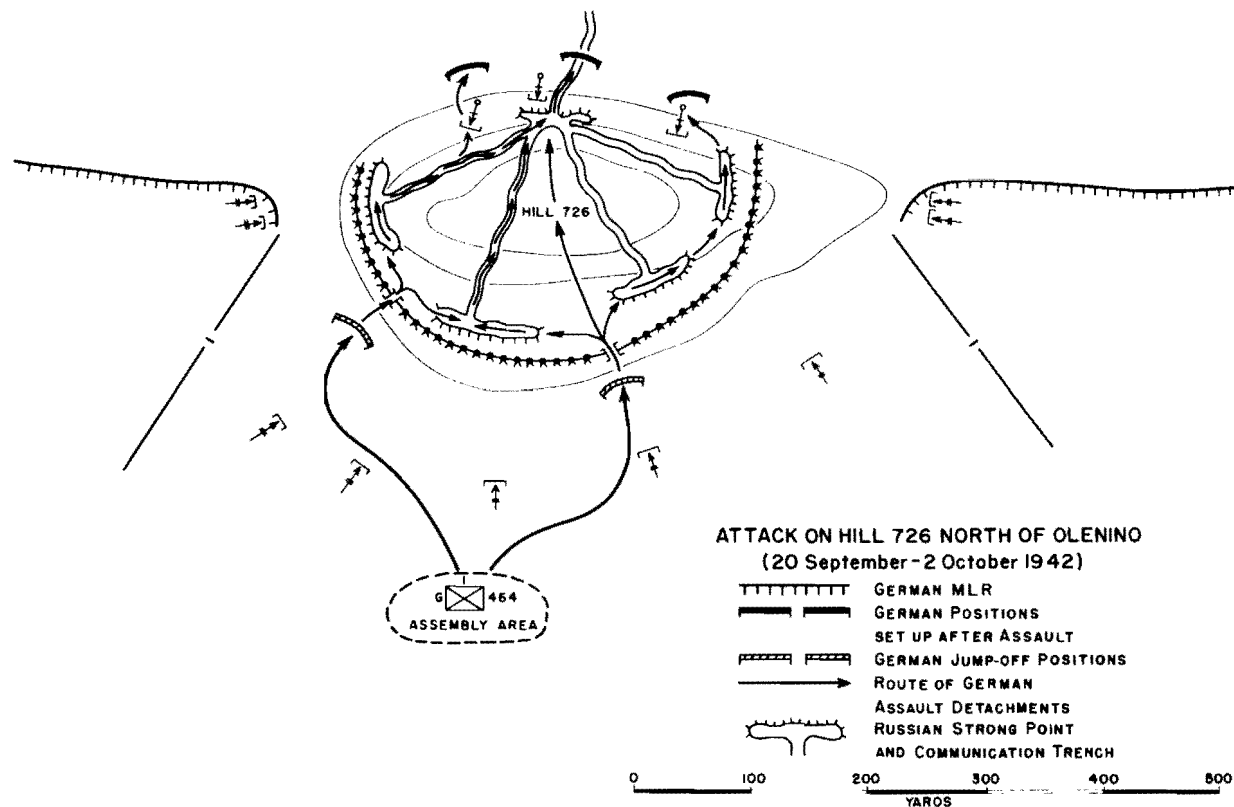 HILL 726
G 464
ASSEMBLY AREA
ATTACK ON HILL 726 NORTH OF OLENINO
(20 September-2 October 1942)
GERMAN MLR
GERMAN POSITIONS
SET UP AFTER ASSAULT
GERMAN JUMP-OFF POSITIONS
ROUTE OF GERMAN
ASSAULT DETACHMENTS
RUSSIAN STRONG POINT
AND COMMUNICATION TRENCH
0 100 200 300 400 500
YARDS